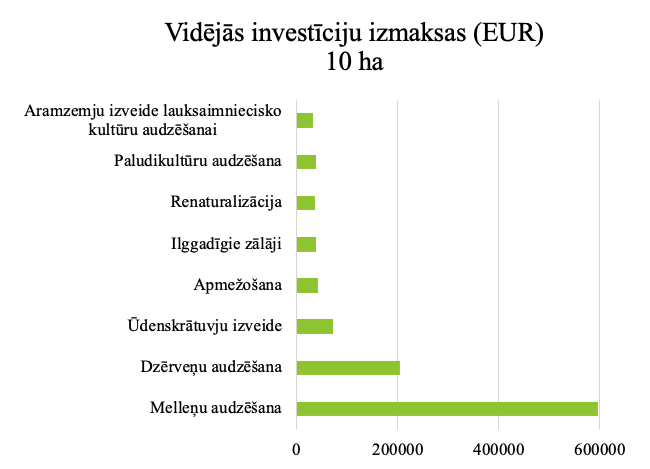 Vidējās investīciju izmaksas (EUR)
10 ha
Aramzemju izveide lauksaimniecisko
kultūru audzēšanai
Paludikultūru audzēšana
Renaturalizācija
Ilggadīgie zālāji
Apmežošana
Ūdenskrātuvju izveide
Dzērveņu audzēšana
Melleņu audzēšana
0 200000 400000 600000